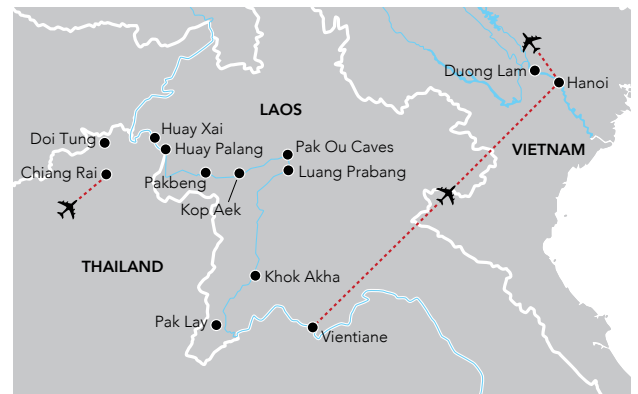 Duong Lam
Hanoi
LAOS
Huay Xai
Doi Tung
Huay Palang
Pak Ou Caves
VIETNAM
Chiang Rai
Pakbeng
Luang Prabang
Kop Aek
THAILAND
Khok Akha
Pak Lay
Vientiane